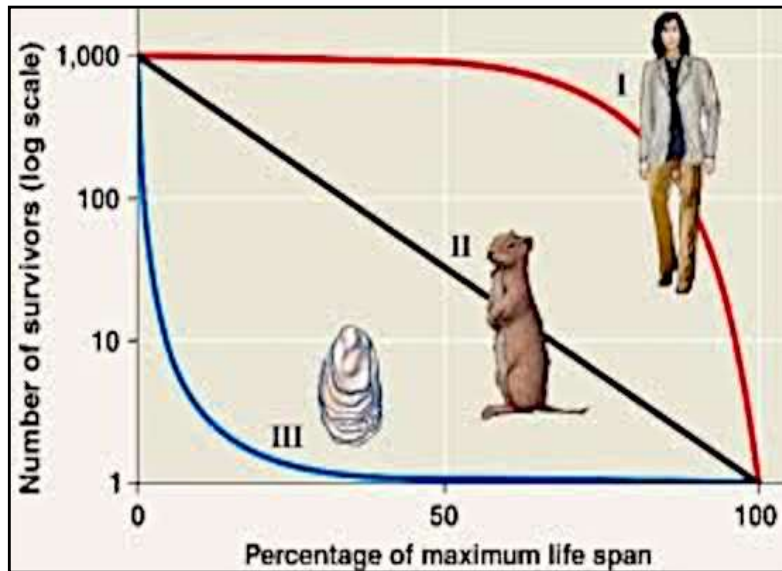 Number of survivors (log scale)
1,000
100
10
1
I
II
III
0
50
100
Percentage of maximum life span